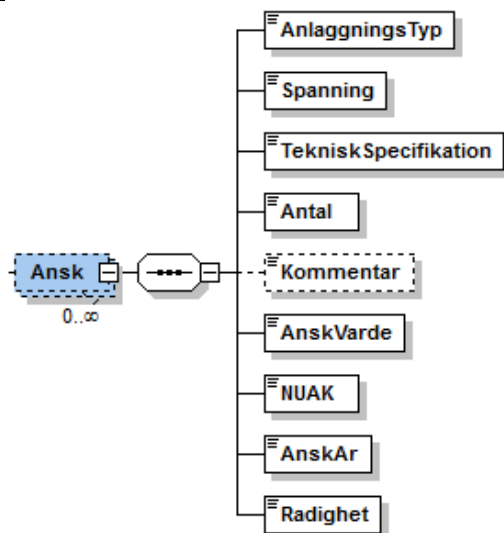 AnlaggningsTyp
Spanning
TekniskSpecifikation
Antal
Ansk
0..∞
Kommentar
AnskVarde
NUAK
AnskAr
Radighet